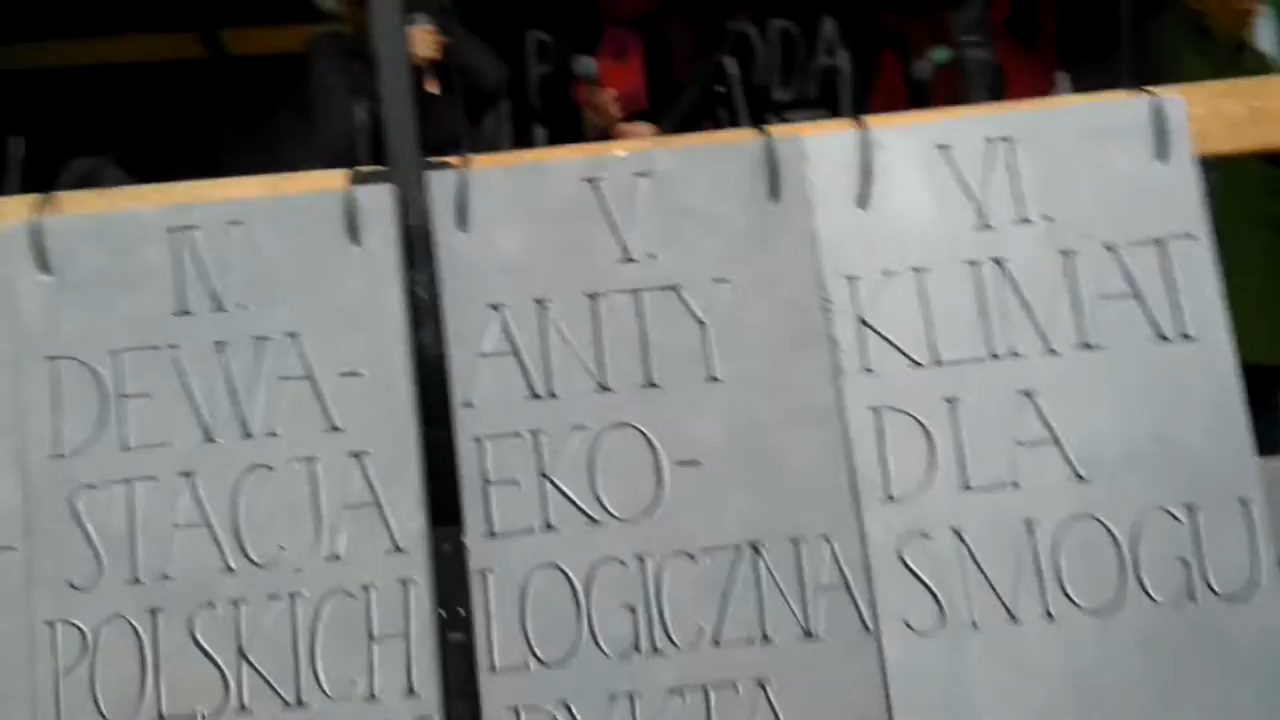 IV.
DEWA-
STACJA
POLSKICH
V.
ANTY-
EKO-
LOGICZNA
VI.
KLIMAT
DLA
SMOGU